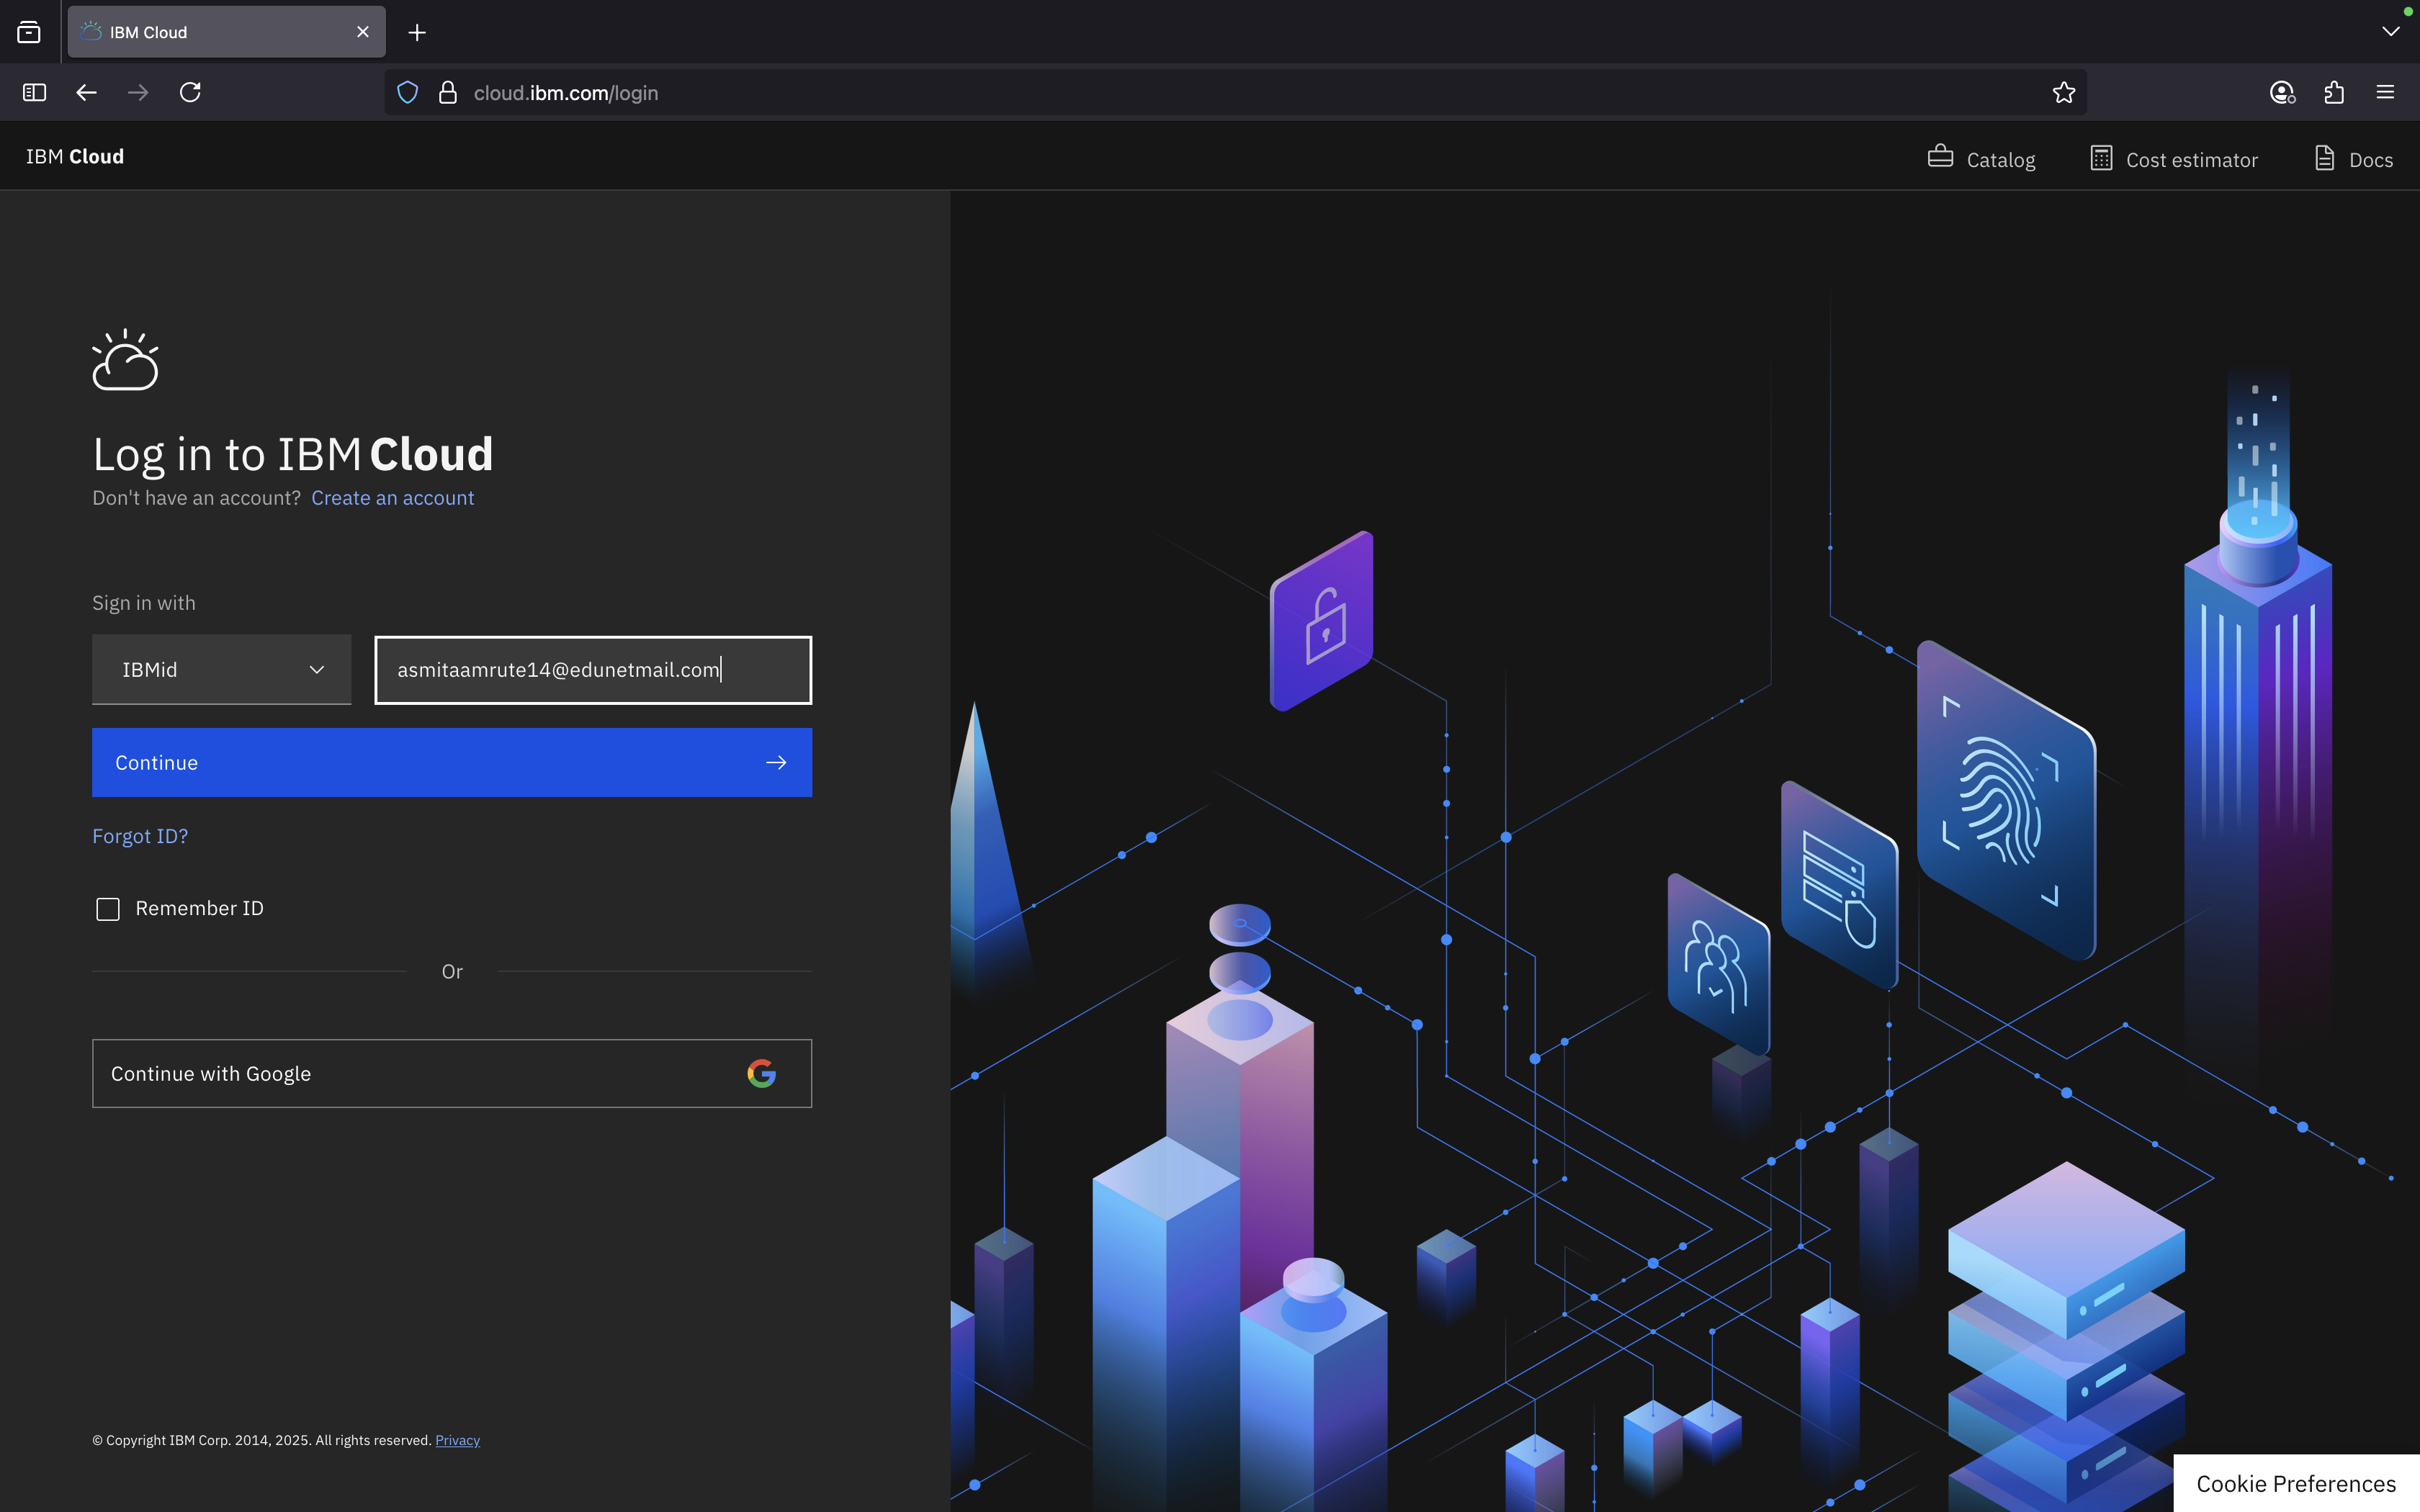 IBM Cloud
cloud.ibm.com/login
IBM Cloud
Catalog
Cost estimator
Docs
Log in to IBM Cloud
Don't have an account? Create an account
Sign in with
IBMid
asmitaamrute14@edunetmail.com
Continue
Forgot ID?
Remember ID
Or
Continue with Google
© Copyright IBM Corp. 2014, 2025. All rights reserved. Privacy
Cookie Preferences